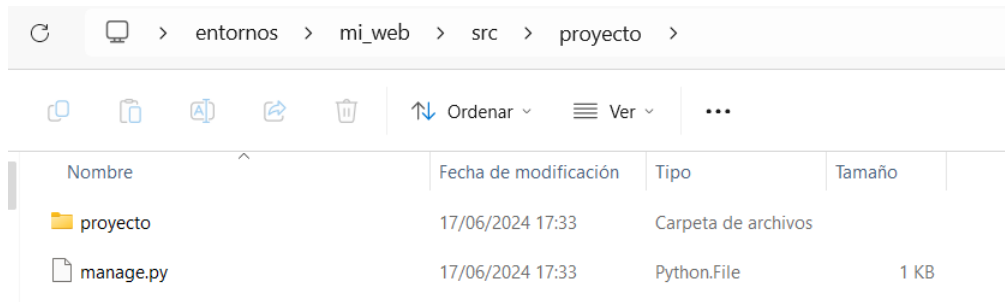 > entornos > mi_web > src > proyecto >
Ordenar Ver ...
Nombre Fecha de modificación Tipo Tamaño
proyecto 17/06/2024 17:33 Carpeta de archivos
manage.py 17/06/2024 17:33 Python.File 1 KB